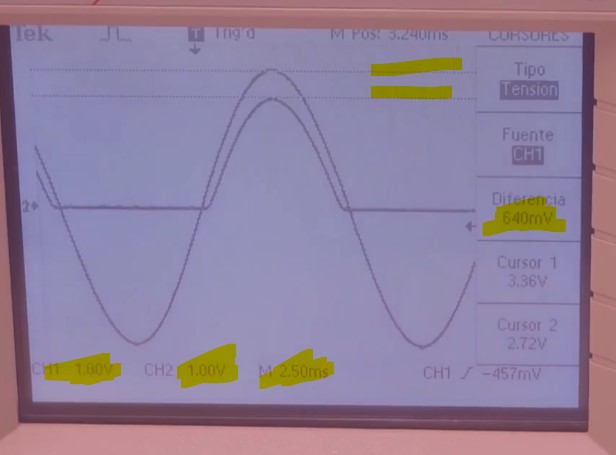 Tek
T Trig'd
M Pos: 3.240ms
CURSORES
Tipo
Tension
Fuente
CH1
Diferencia
640mV
Cursor 1
3.36V
Cursor 2
2.72V
2
CH1 1.00V CH2 1.00V M 2.50ms CH1 -457mV